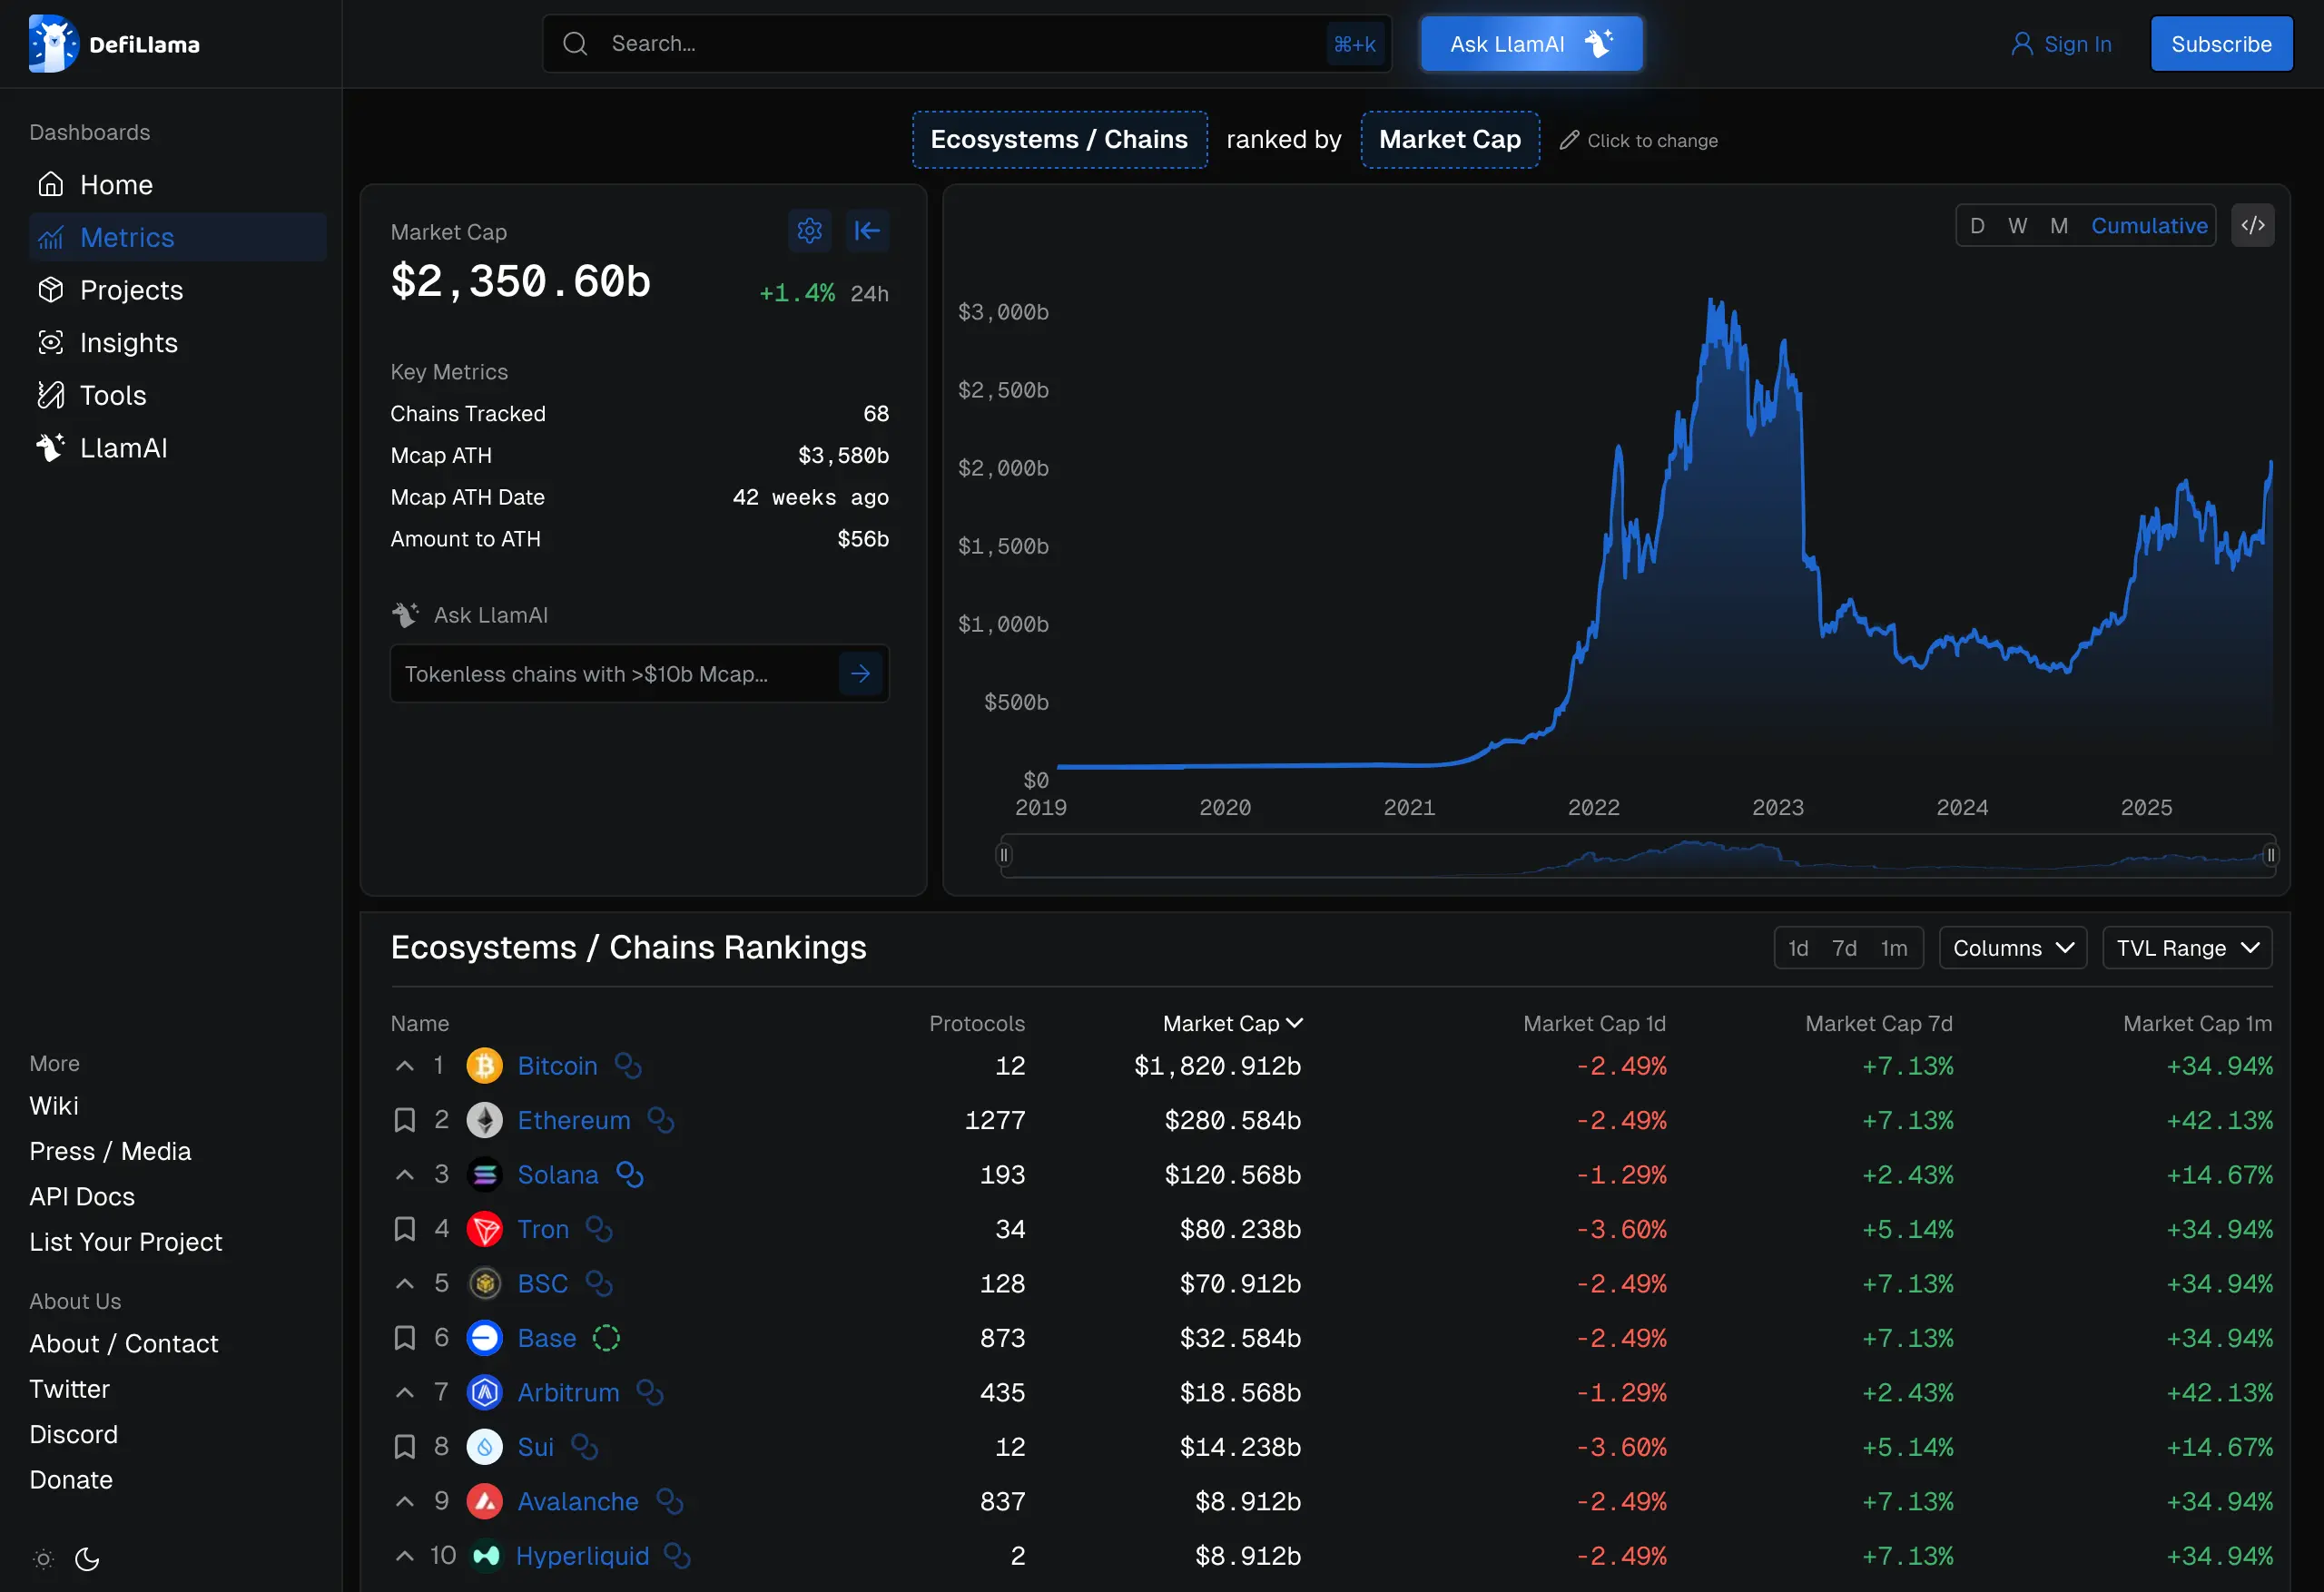 DefiLlama
Search...
⌘+k
Ask LlamAI
Sign In
Subscribe
Dashboards
Home
Metrics
Projects
Insights
Tools
LlamAI
More
Wiki
Press / Media
API Docs
List Your Project
About Us
About / Contact
Twitter
Discord
Donate
Ecosystems / Chains ranked by Market Cap Click to change
Market Cap
$2,350.60b
+1.4% 24h
Key Metrics
Chains Tracked 68
Mcap ATH $3,580b
Mcap ATH Date 42 weeks ago
Amount to ATH $56b
Ask LlamAI
Tokenless chains with >$10b Mcap...
D W M Cumulative </>
$3,000b
$2,500b
$2,000b
$1,500b
$1,000b
$500b
$0
2019 2020 2021 2022 2023 2024 2025
Ecosystems / Chains Rankings
1d 7d 1m
Columns
TVL Range
Name Protocols Market Cap Market Cap 1d Market Cap 7d Market Cap 1m
1 Bitcoin 12 $1,820.912b -2.49% +7.13% +34.94%
2 Ethereum 1277 $280.584b -2.49% +7.13% +42.13%
3 Solana 193 $120.568b -1.29% +2.43% +14.67%
4 Tron 34 $80.238b -3.60% +5.14% +34.94%
5 BSC 128 $70.912b -2.49% +7.13% +34.94%
6 Base 873 $32.584b -2.49% +7.13% +34.94%
7 Arbitrum 435 $18.568b -1.29% +2.43% +42.13%
8 Sui 12 $14.238b -3.60% +5.14% +14.67%
9 Avalanche 837 $8.912b -2.49% +7.13% +34.94%
10 Hyperliquid 2 $8.912b -2.49% +7.13% +34.94%